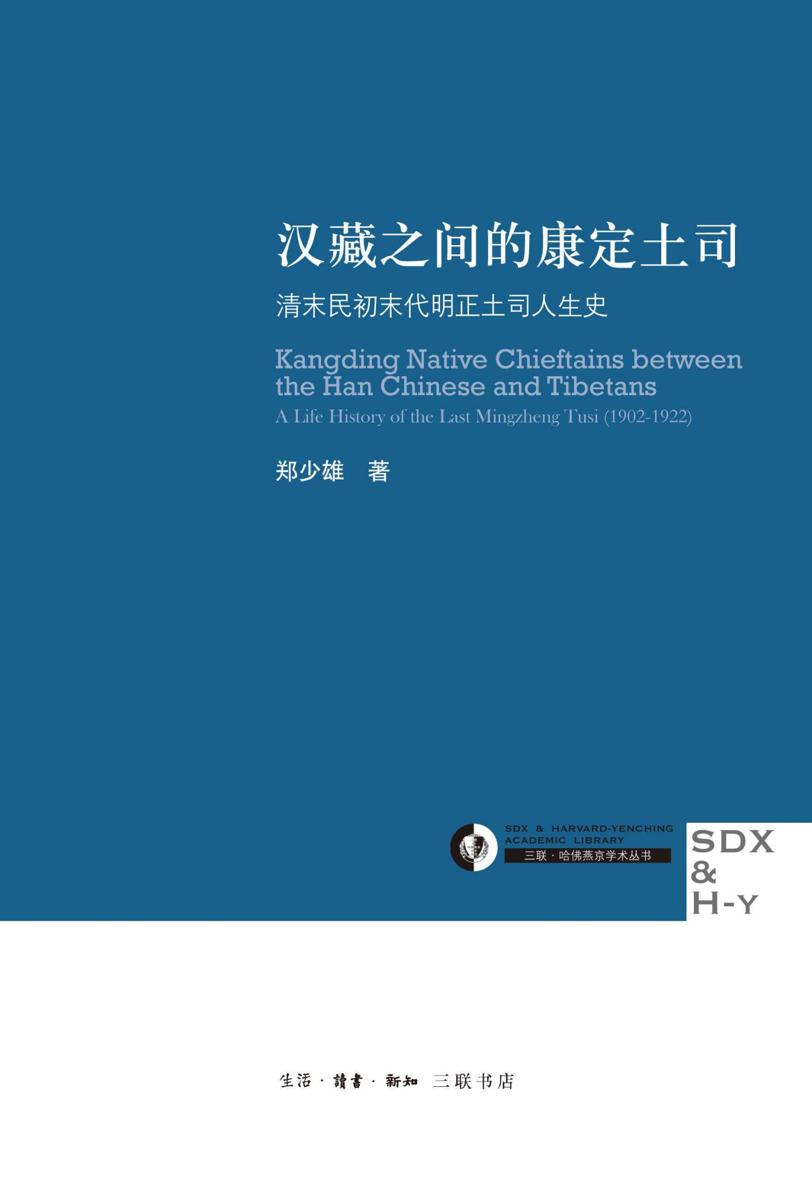 汉藏之间的康定土司
清末民初末代明正土司人生史
Kangding Native Chieftains between
the Han Chinese and Tibetans
A Life History of the Last Mingzheng Tusi (1902-1922)
郑少雄 著
SDX & HARVARD-YENCHING
ACADEMIC LIBRARY
三联·哈佛燕京学术丛书
SDX
&
H-Y
生活·讀書·新知 三联书店